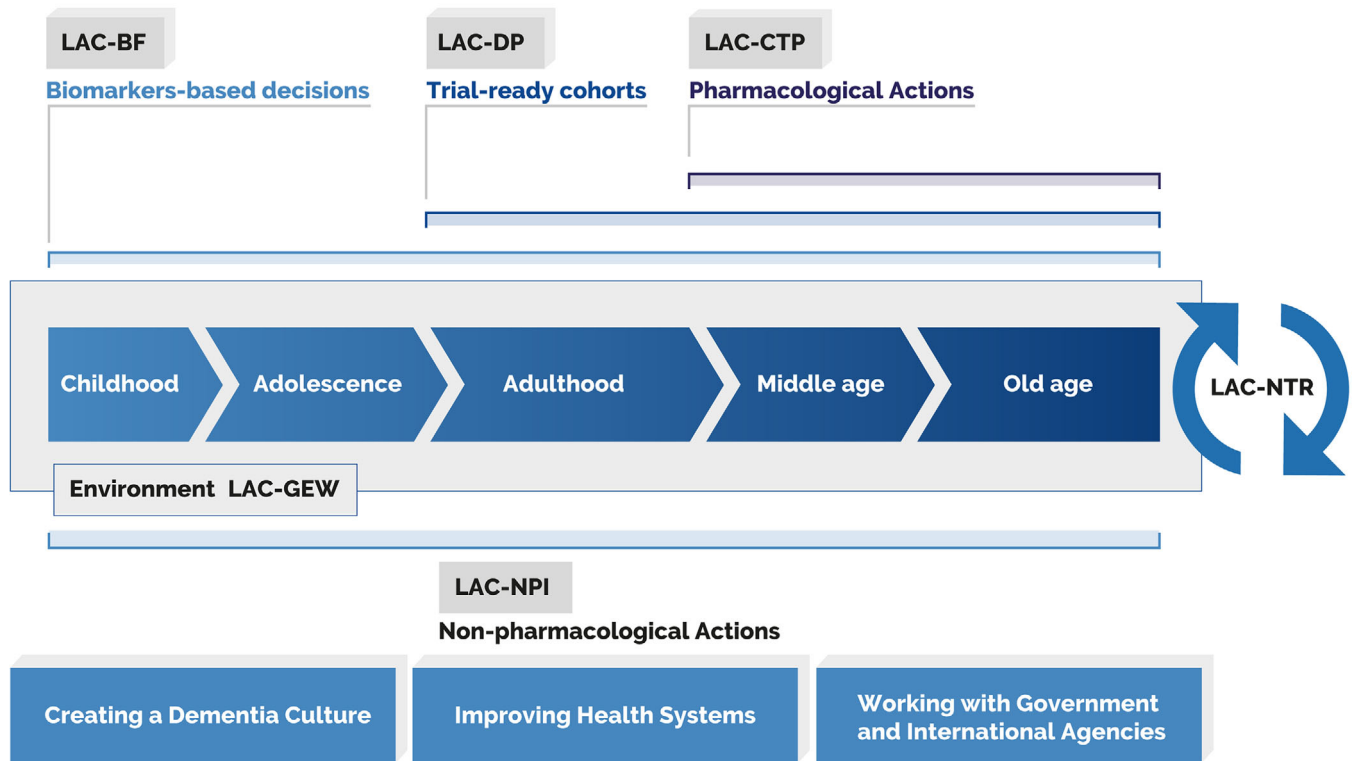 LAC-BF
LAC-DP
LAC-CTP
Biomarkers-based decisions
Trial-ready cohorts
Pharmacological Actions
Childhood
Adolescence
Adulthood
Middle age
Old age
LAC-NTR
Environment LAC-GEW
LAC-NPI
Non-pharmacological Actions
Creating a Dementia Culture
Improving Health Systems
Working with Government
and International Agencies